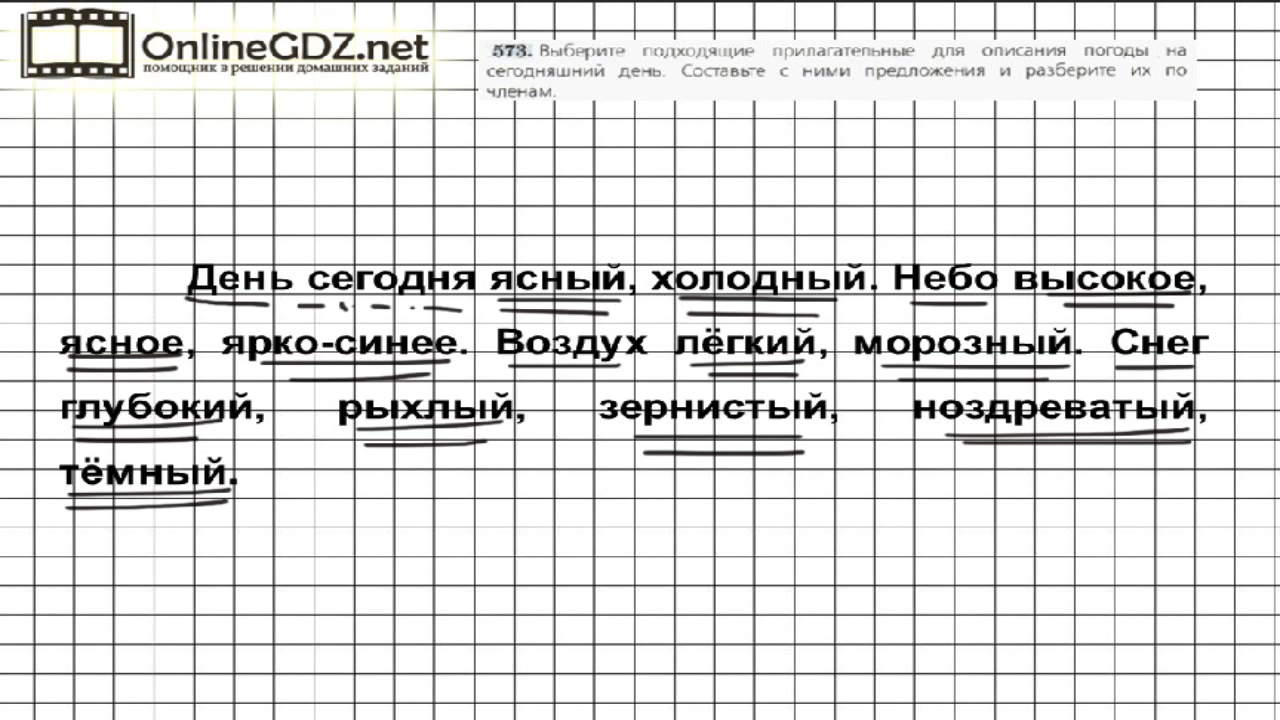 OnlineGDZ.net
помощник в решении домашних заданий
573. Выберите подходящие прилагательные для описания погоды на
сегодняшний день. Составьте с ними предложения и разберите их по
членам.
День сегодня ясный, холодный. Небо высокое,
ясное, ярко-синее. Воздух лёгкий, морозный. Снег
глубокий, рыхлый, зернистый, ноздреватый,
тёмный.